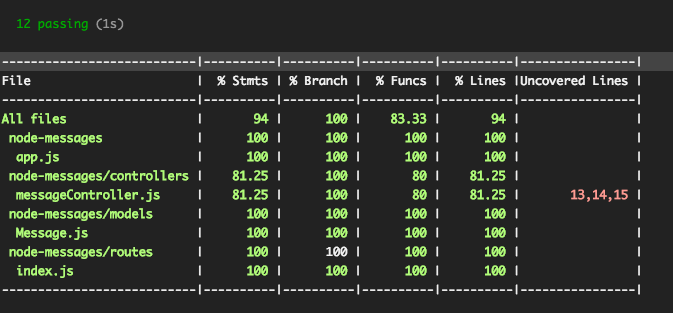 12 passing (1s)
---------------------------|----------|----------|----------|----------|----------------|
File                       |  % Stmts | % Branch |  % Funcs |  % Lines |Uncovered Lines |
---------------------------|----------|----------|----------|----------|----------------|
All files                  |       94 |      100 |    83.33 |       94 |                |
 node-messages             |      100 |      100 |      100 |      100 |                |
  app.js                   |      100 |      100 |      100 |      100 |                |
 node-messages/controllers |    81.25 |      100 |       80 |    81.25 |                |
  messageController.js     |    81.25 |      100 |       80 |    81.25 |       13,14,15 |
 node-messages/models      |      100 |      100 |      100 |      100 |                |
  Message.js               |      100 |      100 |      100 |      100 |                |
 node-messages/routes      |      100 |      100 |      100 |      100 |                |
  index.js                 |      100 |      100 |      100 |      100 |                |
---------------------------|----------|----------|----------|----------|----------------|